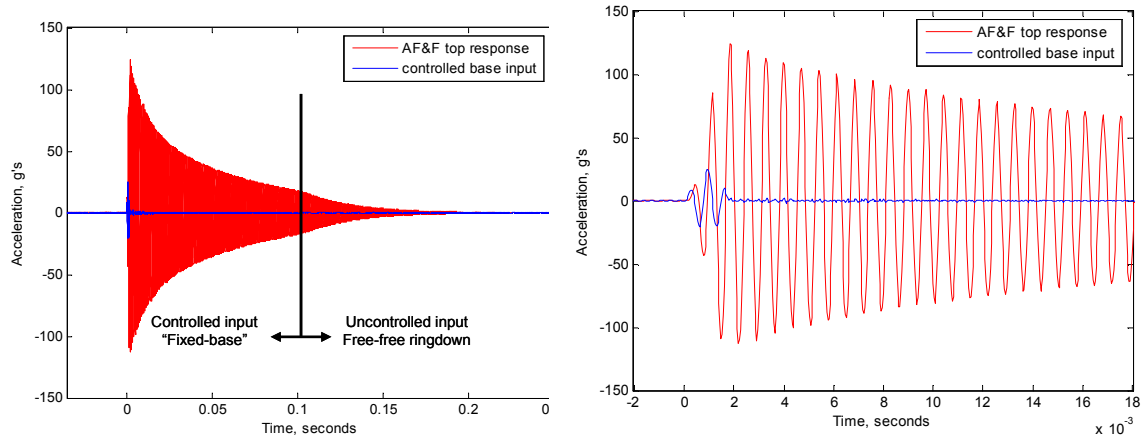 150
100
50
0
-50
-100
-150
Acceleration, g's
AF&F top response
controlled base input
Controlled input
"Fixed-base"
Uncontrolled input
Free-free ringdown
0
0.05
0.1
0.15
0.2
0
Time, seconds
150
100
50
0
-50
-100
-150
Acceleration, g's
AF&F top response
controlled base input
-2
0
2
4
6
8
10
12
14
16
18
Time, seconds
x 10⁻³